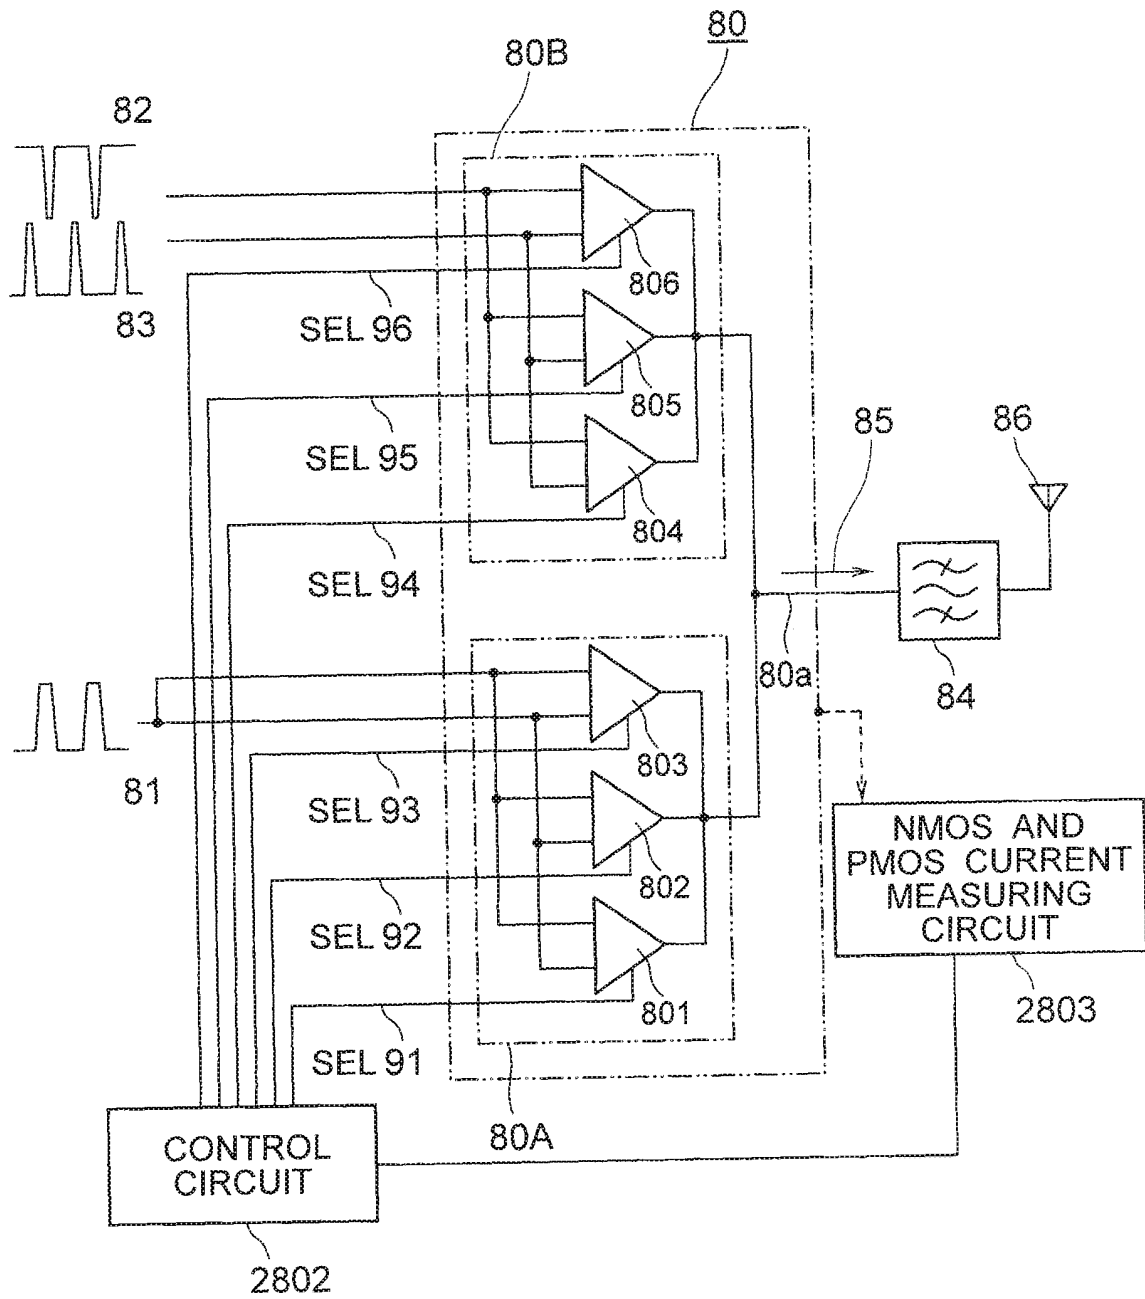 80
80B
82
83
806
SEL 96
805
SEL 95
85
86
804
SEL 94
80a
84
803
81
SEL 93
NMOS AND
PMOS CURRENT
MEASURING
CIRCUIT
802
SEL 92
801
2803
SEL 91
80A
CONTROL
CIRCUIT
2802